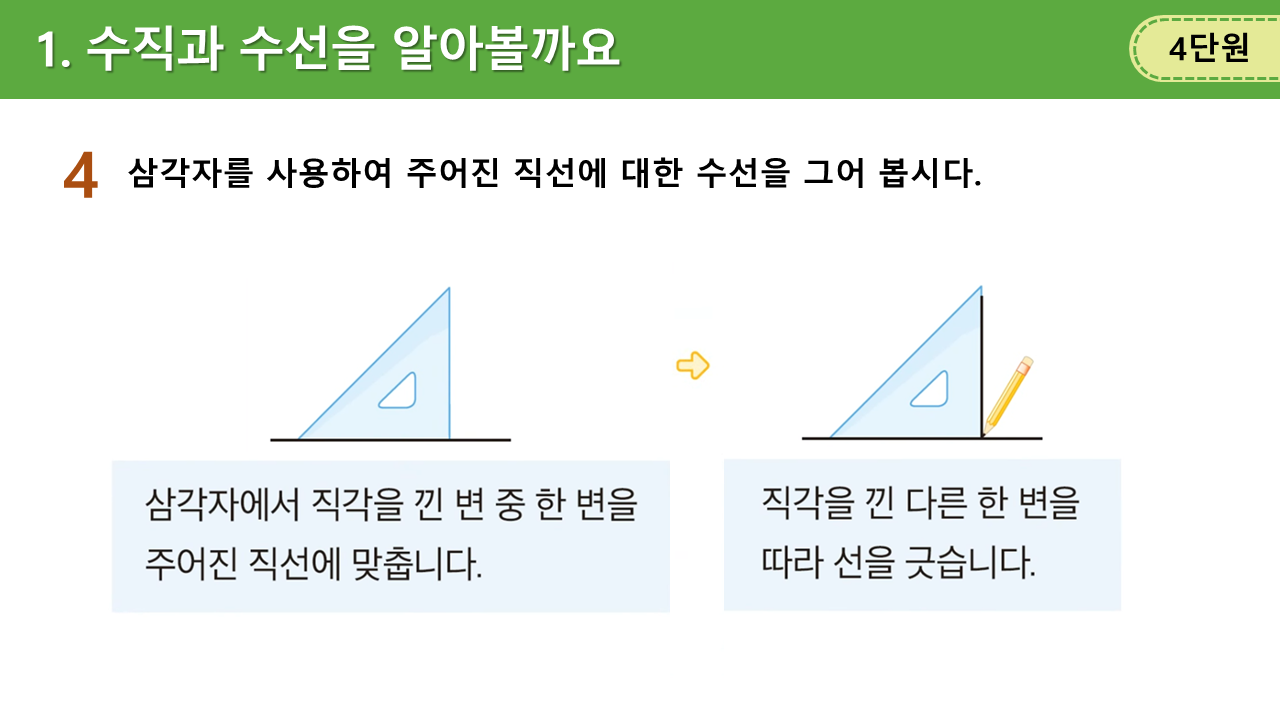 1. 수직과 수선을 알아볼까요
4단원
4 삼각자를 사용하여 주어진 직선에 대한 수선을 그어 봅시다.
삼각자에서 직각을 낀 변 중 한 변을
주어진 직선에 맞춥니다.
직각을 낀 다른 한 변을
따라 선을 긋습니다.